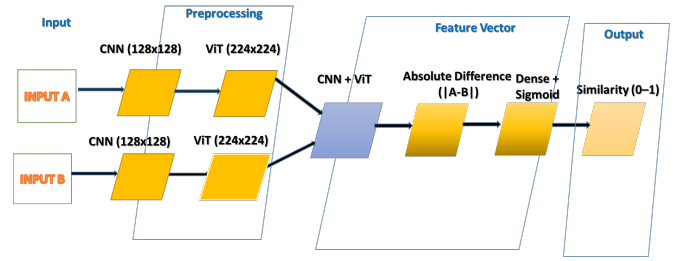 Input
Preprocessing
Feature Vector
Output
CNN (128x128)
ViT (224x224)
CNN + ViT
Absolute Difference
(|A-B|)
Dense +
Sigmoid
Similarity (0–1)
INPUT A
CNN (128x128)
ViT (224x224)
INPUT B